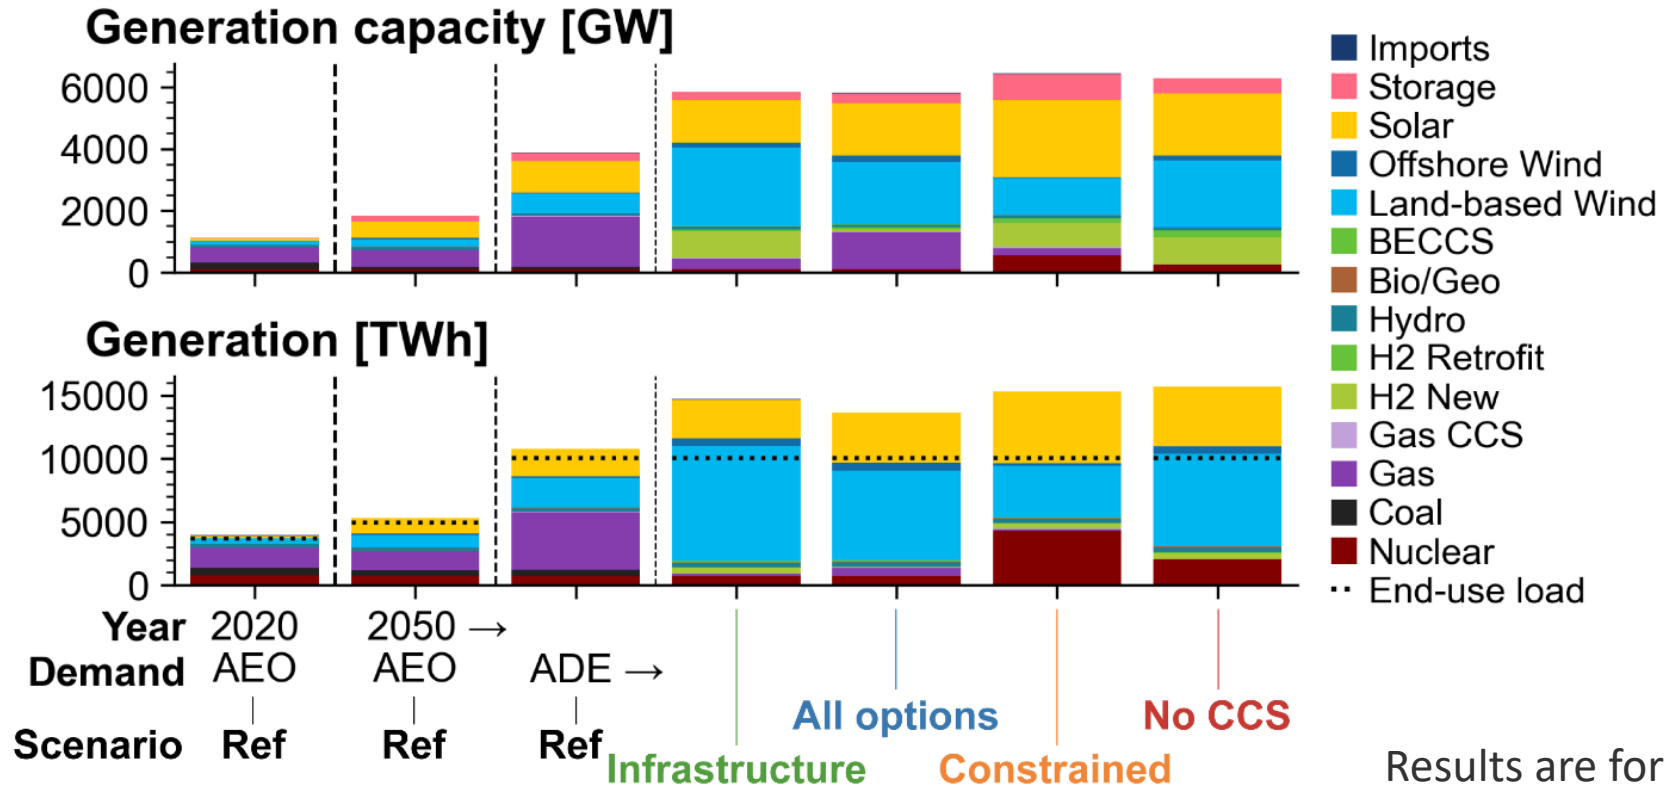 Generation capacity [GW]
6000
4000
2000
0
Generation [TWh]
15000
10000
5000
0
Year 2020 2050 →
Demand AEO AEO ADE →
Scenario Ref Ref Ref
Infrastructure
All options
Constrained
No CCS
Imports
Storage
Solar
Offshore Wind
Land-based Wind
BECCS
Bio/Geo
Hydro
H2 Retrofit
H2 New
Gas CCS
Gas
Coal
Nuclear
End-use load
Results are for